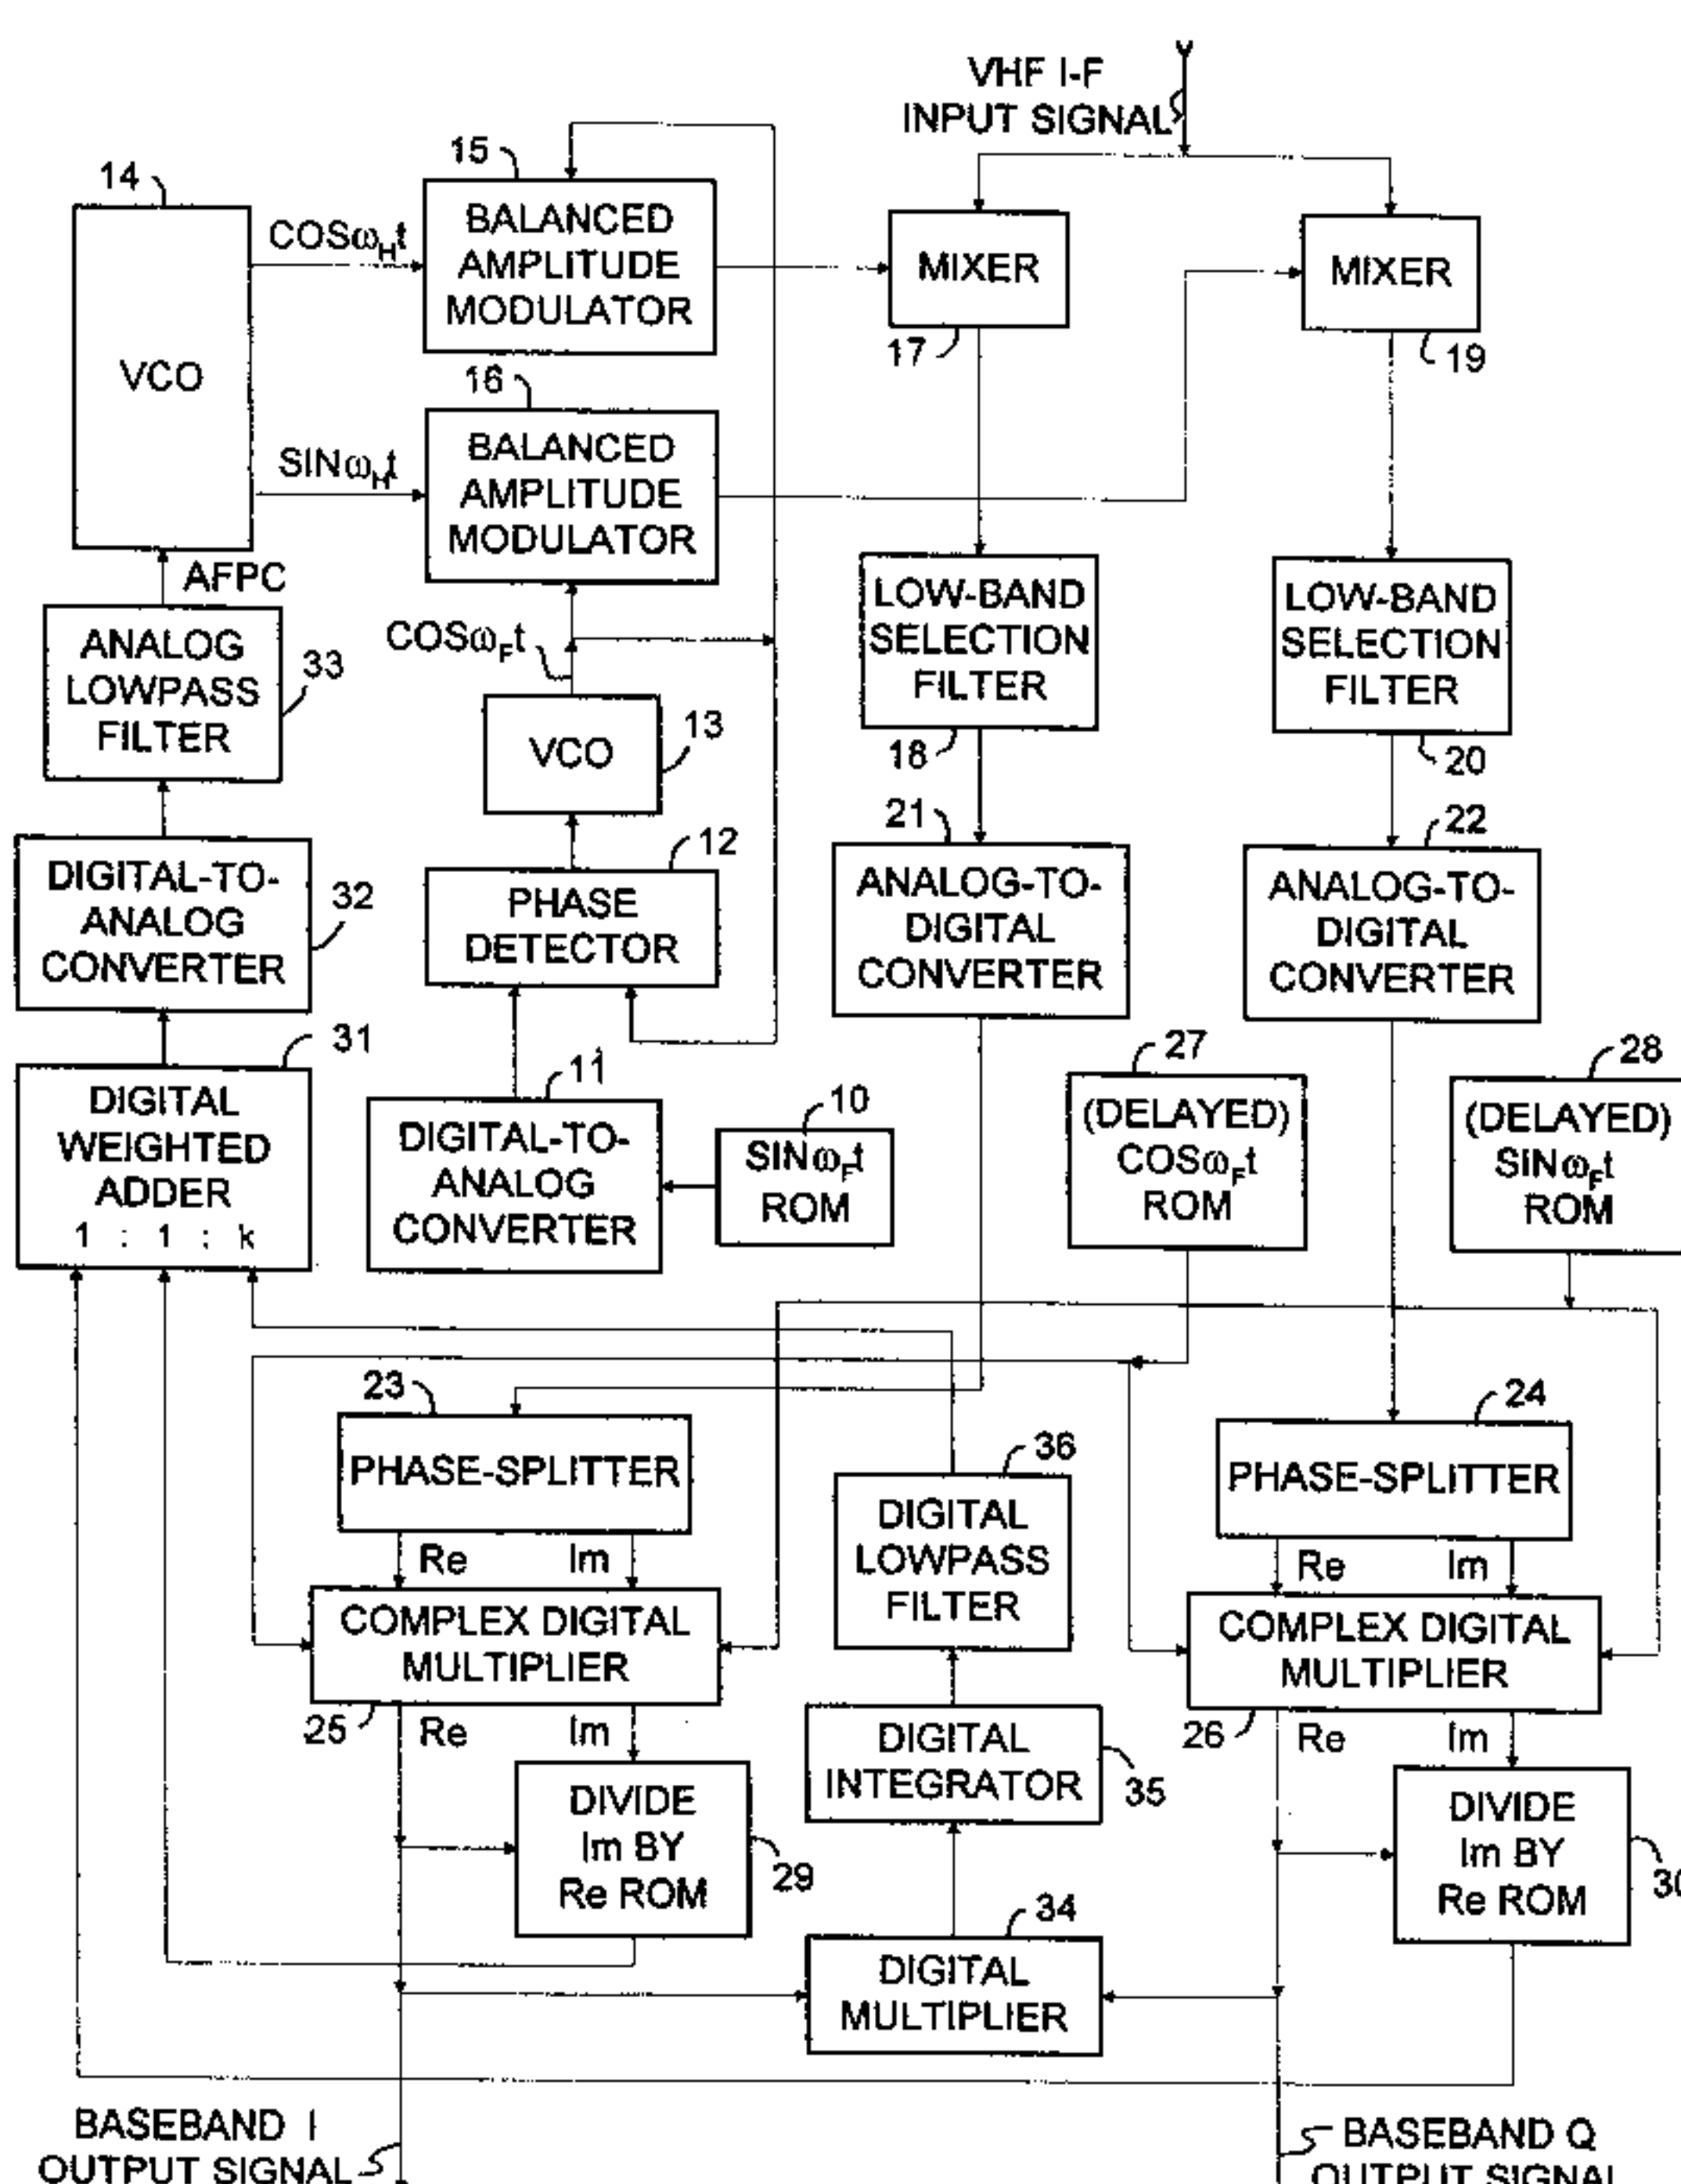 VHF I-F
INPUT SIGNAL
14
VCO
COSωHt
SINωHt
15
BALANCED
AMPLITUDE
MODULATOR
16
BALANCED
AMPLITUDE
MODULATOR
MIXER
17
MIXER
19
AFPC
ANALOG
LOWPASS
FILTER
33
COSωFt
VCO
13
LOW-BAND
SELECTION
FILTER
18
LOW-BAND
SELECTION
FILTER
20
DIGITAL-TO-
ANALOG
CONVERTER
32
12
PHASE
DETECTOR
21
ANALOG-TO-
DIGITAL
CONVERTER
22
ANALOG-TO-
DIGITAL
CONVERTER
31
DIGITAL
WEIGHTED
ADDER
1 : 1 : k
11
DIGITAL-TO-
ANALOG
CONVERTER
10
SINωFt
ROM
27
(DELAYED)
COSωFt
ROM
28
(DELAYED)
SINωFt
ROM
23
PHASE-SPLITTER
Re Im
COMPLEX DIGITAL
MULTIPLIER
25
Re Im
DIVIDE
Im BY
Re ROM
29
36
DIGITAL
LOWPASS
FILTER
DIGITAL
INTEGRATOR
35
34
DIGITAL
MULTIPLIER
24
PHASE-SPLITTER
Re Im
COMPLEX DIGITAL
MULTIPLIER
26
Re Im
DIVIDE
Im BY
Re ROM
30
BASEBAND I
OUTPUT SIGNAL
BASEBAND Q
OUTPUT SIGNAL